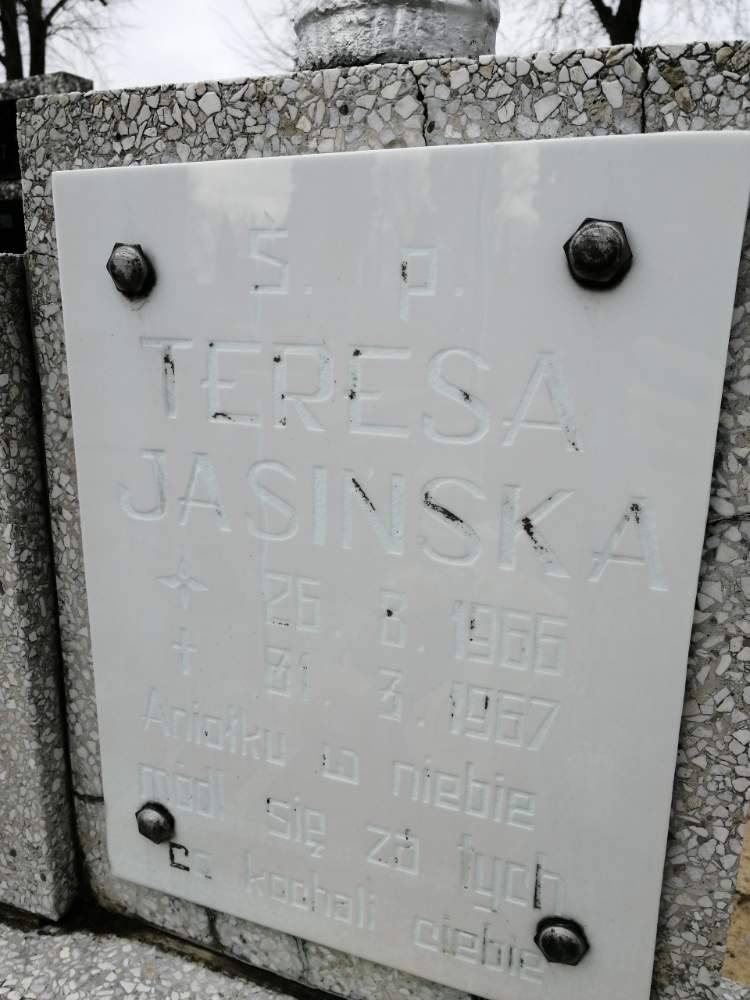 Ś. P.
TERESA
JASIŃSKA
26. 8. 1966
† 31. 3. 1967
Aniołku w niebie
módl się za tych
co kochali ciebie